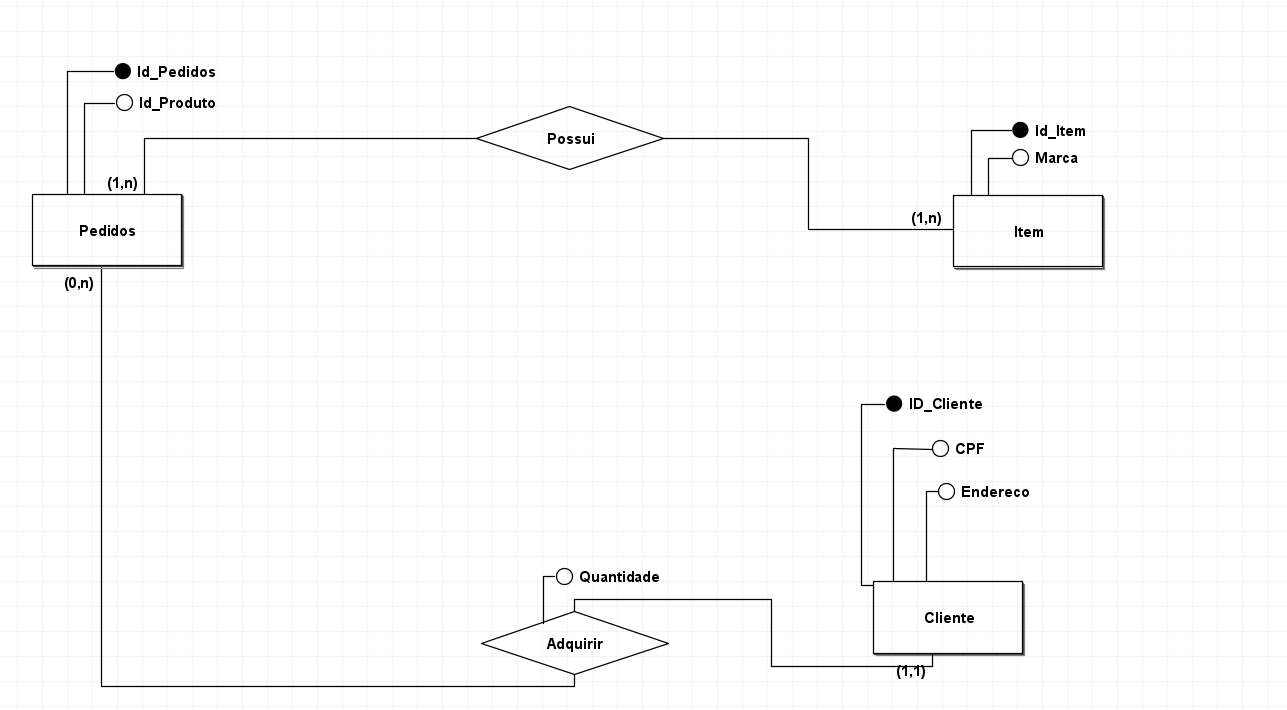 Id_Pedidos
Id_Produto
Possui
Id_Item
Marca
(1,n)
(1,n)
Pedidos
Item
(0,n)
ID_Cliente
CPF
Endereco
Quantidade
Cliente
Adquirir
(1,1)